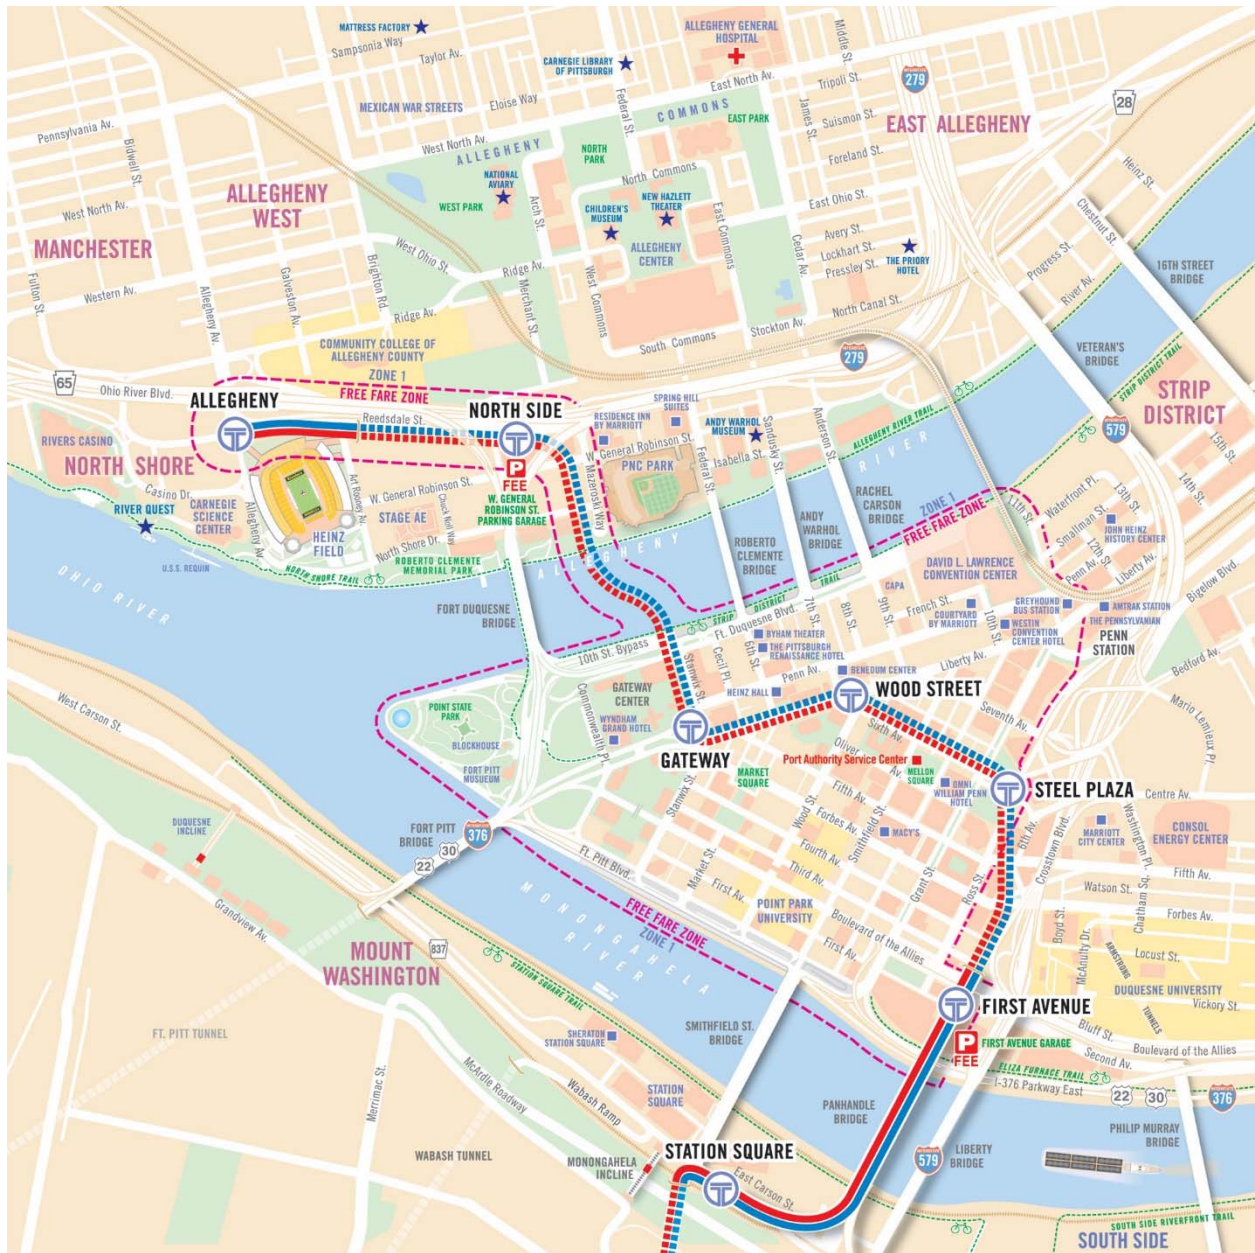 MATTRESS FACTORY
Sampsonia Way
Taylor Av.
CARNEGIE LIBRARY
OF PITTSBURGH
ALLEGHENY GENERAL
HOSPITAL
Middle St.
279
28
MEXICAN WAR STREETS
Eloise Way
Federal St.
East North Av.
Tripoli St.
James St.
Suismon St.
EAST ALLEGHENY
Pennsylvania Av.
Bidwell St.
West North Av.
ALLEGHENY
COMMONS
EAST PARK
NORTH
PARK
Foreland St.
Heinz St.
North Commons
NATIONAL
AVIARY
WEST PARK
Arch St.
ALLEGHENY
WEST
West North Av.
MANCHESTER
CHILDREN'S
MUSEUM
NEW HAZLETT
THEATER
ALLEGHENY
CENTER
East Commons
East Ohio St.
Avery St.
Lockhart St.
Pressley St.
THE PRIORY
HOTEL
Cedar Av.
Chestnut St.
Progress St.
River Av.
16TH STREET
BRIDGE
West Ohio St.
Ridge Av.
West Commons
Merchant St.
Fulton St.
Western Av.
Allegheny Av.
Galveston Av.
Brighton Rd.
Ridge Av.
North Canal St.
Stockton Av.
South Commons
COMMUNITY COLLEGE OF
ALLEGHENY COUNTY
ZONE 1
FREE FARE ZONE
279
VETERAN'S
BRIDGE
STRIP DISTRICT TRAIL
STRIP
DISTRICT
65
Ohio River Blvd.
ALLEGHENY
Reedsdale St.
NORTH SIDE
RESIDENCE INN
BY MARRIOTT
SPRING HILL
SUITES
ANDY WARHOL
MUSEUM
Sandusky St.
Anderson St.
ALLEGHENY RIVER TRAIL
RIVER
579
15th St.
14th St.
RIVERS CASINO
NORTH SHORE
Casino Dr.
RIVER QUEST
CARNEGIE
SCIENCE
CENTER
Allegheny Av.
HEINZ
FIELD
Art Rooney Av.
W. General Robinson St.
STAGE AE
Chuck Noll Way
North Shore Dr.
P
FEE
W. GENERAL
ROBINSON ST.
PARKING GARAGE
Mazeroski Way
W. General Robinson St.
PNC PARK
Isabella St.
Federal St.
RACHEL
CARSON
BRIDGE
ZONE 1
FREE FARE ZONE
11th St.
Waterfront Pl.
Smallman St.
13th St.
12th St.
JOHN HEINZ
HISTORY CENTER
Penn Av.
Liberty Av.
Bigelow Blvd.
U.S.S. REQUIN
NORTH SHORE TRAIL
ROBERTO CLEMENTE
MEMORIAL PARK
ALLEGHENY
ROBERTO
CLEMENTE
BRIDGE
ANDY
WARHOL
BRIDGE
DAVID L. LAWRENCE
CONVENTION CENTER
OHIO RIVER
FORT DUQUESNE
BRIDGE
STRIP DISTRICT TRAIL
10th St. Bypass
Ft. Duquesne Blvd.
CAPA
7th St.
8th St.
9th St.
French St.
COURTYARD
BY MARRIOTT
10th St.
GREYHOUND
BUS STATION
AMTRAK STATION
THE PENNSYLVANIAN
PENN
STATION
WESTIN
CONVENTION
CENTER HOTEL
BYHAM THEATER
THE PITTSBURGH
RENAISSANCE HOTEL
6th St.
Cecil Pl.
Stanwix St.
Penn Av.
BENEDUM CENTER
Liberty Av.
Bedford Av.
HEINZ HALL
WOOD STREET
Seventh Av.
Mario Lemieux Pl.
Sixth Av.
West Carson St.
POINT STATE
PARK
BLOCKHOUSE
FORT PITT
MUSUEUM
GATEWAY
CENTER
Commonwealth Pl.
WYNDHAM
GRAND HOTEL
GATEWAY
Oliver Av.
Port Authority Service Center
MELLON
SQUARE
OMNI
WILLIAM PENN
HOTEL
STEEL PLAZA
Centre Av.
MARKET
SQUARE
Stanwix St.
Fifth Av.
Forbes Av.
Wood St.
Smithfield St.
MACY'S
6th Av.
Crosstown Blvd.
MARRIOTT
CITY CENTER
Washington Pl.
CONSOL
ENERGY CENTER
DUQUESNE
INCLINE
FORT PITT
BRIDGE
376
22
30
Ft. Pitt Blvd.
Market St.
Fourth Av.
Third Av.
First Av.
Grant St.
Ross St.
Fifth Av.
Watson St.
Chatham Sq.
Forbes Av.
Grandview Av.
MOUNT
WASHINGTON
837
MONONGAHELA
RIVER
FREE FARE ZONE
ZONE 1
POINT PARK
UNIVERSITY
Boulevard of the Allies
First Av.
Boyd St.
McAnulty Dr.
ARMSTRONG
TUNNELS
Locust St.
DUQUESNE UNIVERSITY
Vickory St.
STATION SQUARE TRAIL
FT. PITT TUNNEL
FIRST AVENUE
Bluff St.
P
FEE
FIRST AVENUE GARAGE
Second Av.
Boulevard of the Allies
ELIZA FURNACE TRAIL
I-376 Parkway East
22
30
376
SHERATON
STATION SQUARE
SMITHFIELD ST.
BRIDGE
McArdle Roadway
Wabash Ramp
STATION
SQUARE
Merrimac St.
PANHANDLE
BRIDGE
WABASH TUNNEL
MONONGAHELA
INCLINE
STATION SQUARE
East Carson St.
579
LIBERTY
BRIDGE
PHILIP MURRAY
BRIDGE
SOUTH SIDE RIVERFRONT TRAIL
SOUTH SIDE